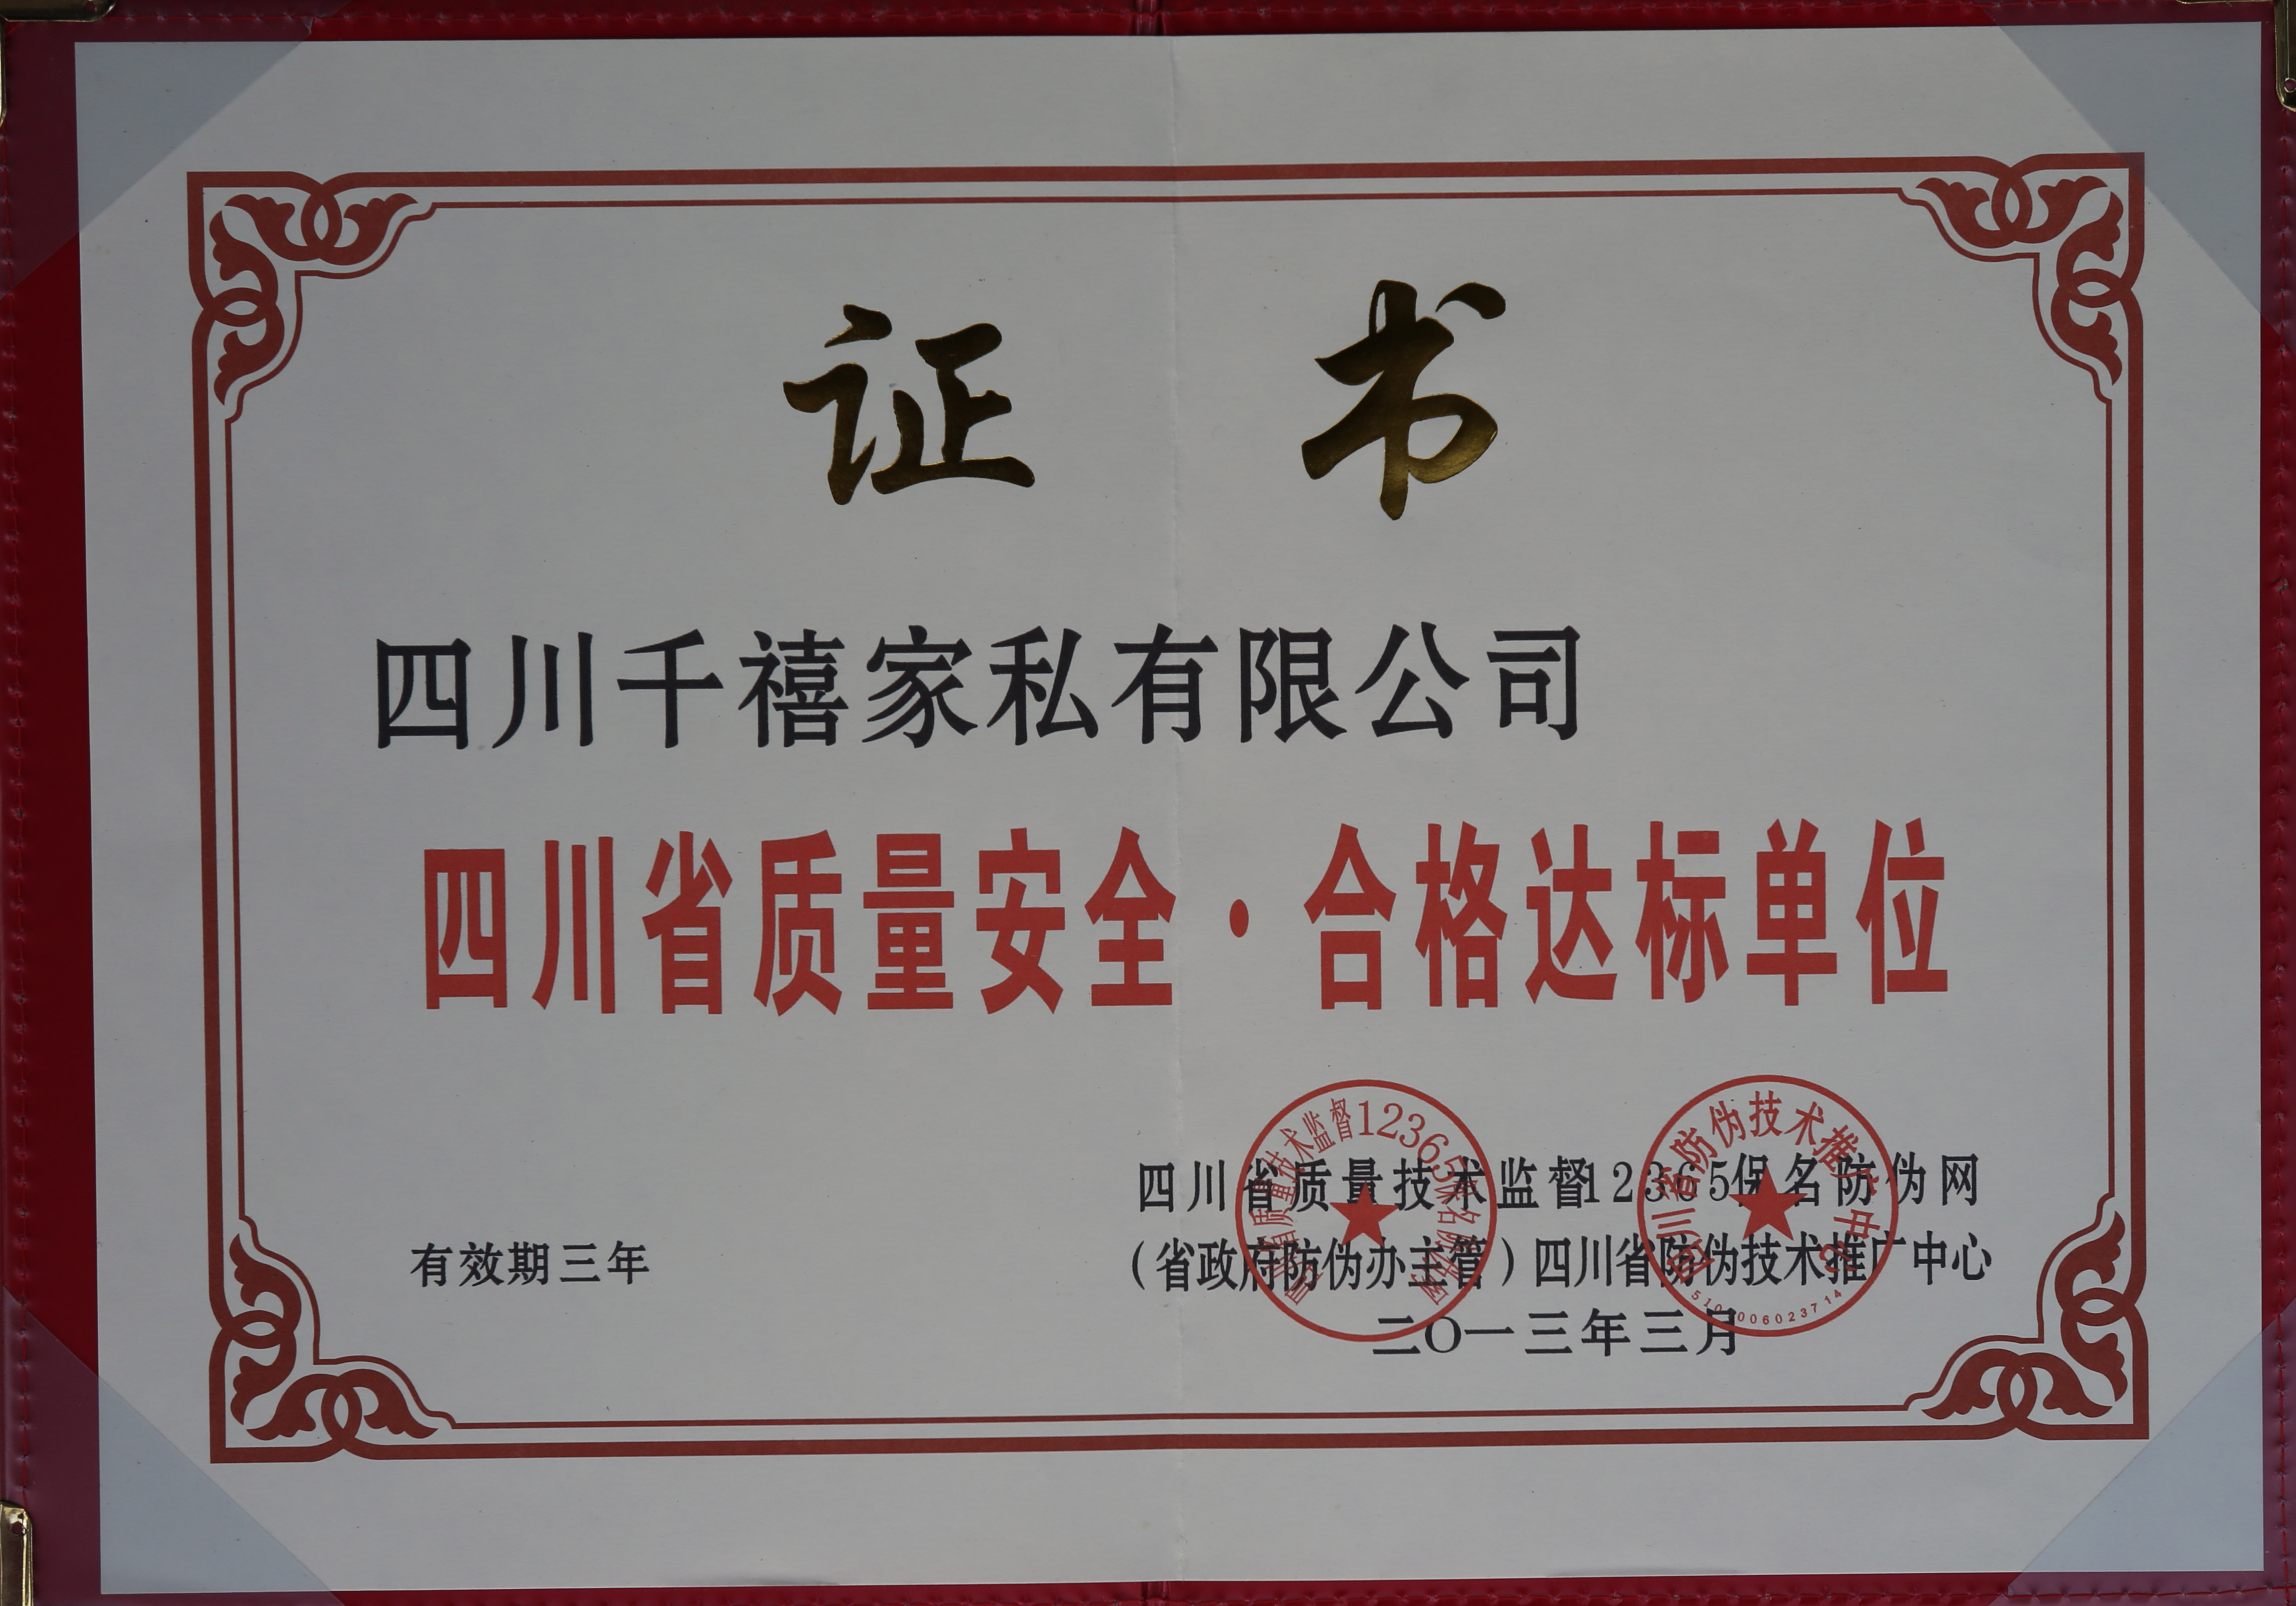 证书
四川千禧家私有限公司
四川省质量安全·合格达标单位
四川省质量技术监督12365保名防伪网
有效期三年
（省政府防伪办主管）四川省防伪技术推广中心
二〇一三年三月
四川省质量技术监督12365保名防伪网
四川省防伪技术推广中心